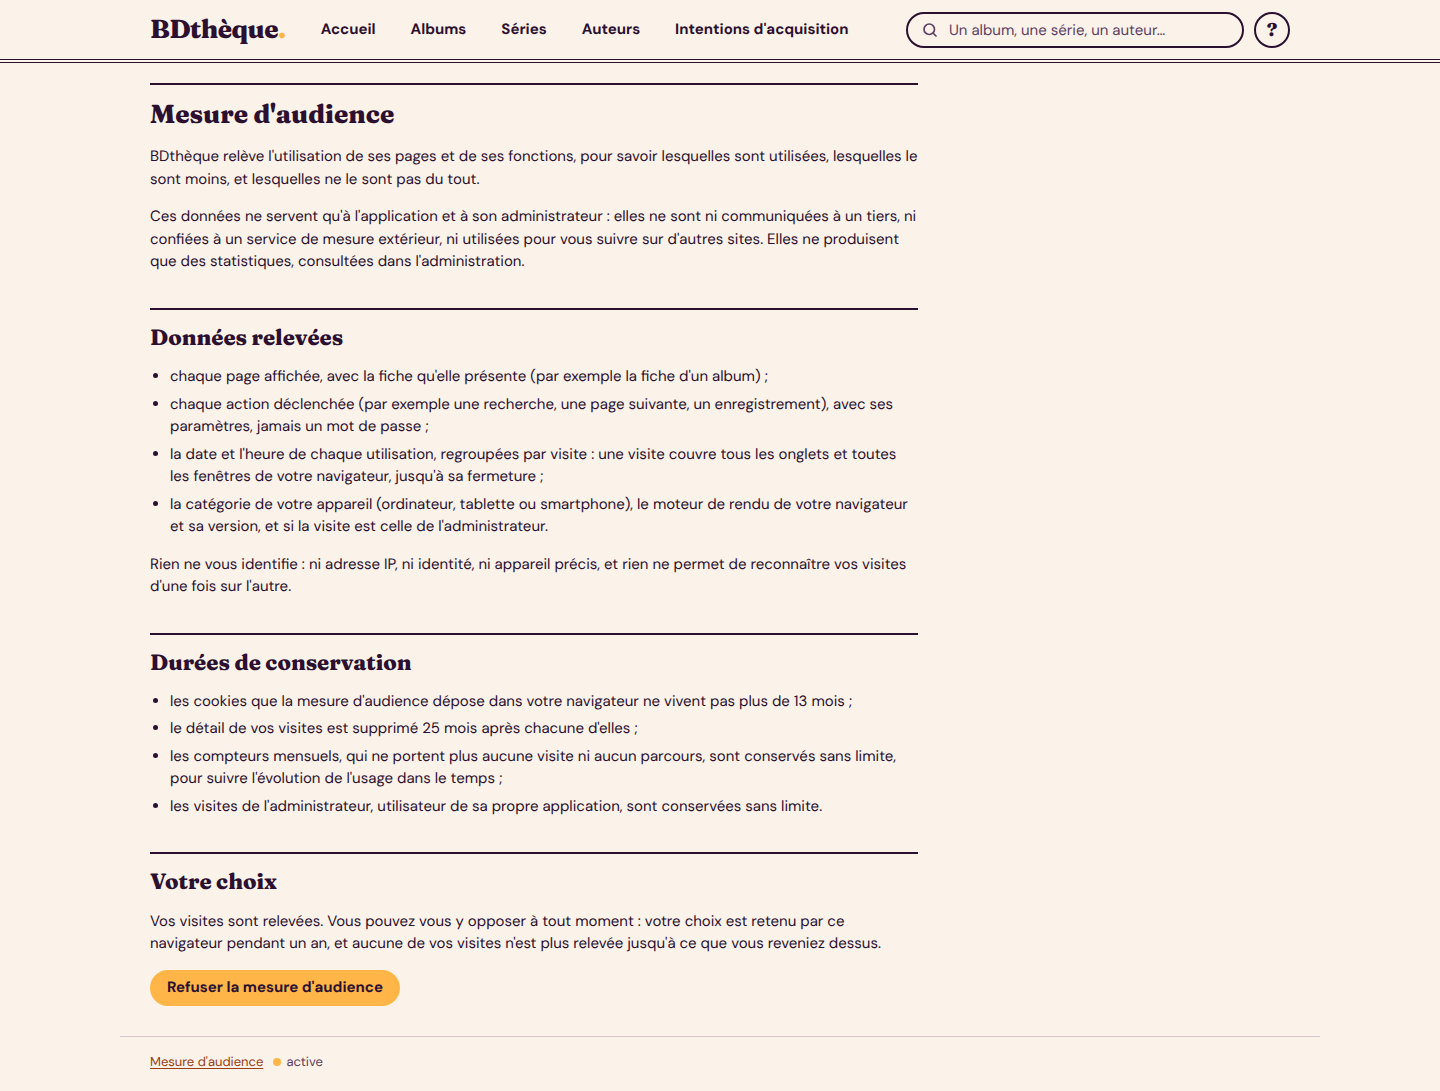 BDthèque.
Accueil
Albums
Séries
Auteurs
Intentions d'acquisition
Un album, une série, un auteur...
?
Mesure d'audience
BDthèque relève l'utilisation de ses pages et de ses fonctions, pour savoir lesquelles sont utilisées, lesquelles le
sont moins, et lesquelles ne le sont pas du tout.
Ces données ne servent qu'à l'application et à son administrateur : elles ne sont ni communiquées à un tiers, ni
confiées à un service de mesure extérieur, ni utilisées pour vous suivre sur d'autres sites. Elles ne produisent
que des statistiques, consultées dans l'administration.
Données relevées
• chaque page affichée, avec la fiche qu'elle présente (par exemple la fiche d'un album) ;
• chaque action déclenchée (par exemple une recherche, une page suivante, un enregistrement), avec ses
paramètres, jamais un mot de passe ;
• la date et l'heure de chaque utilisation, regroupées par visite : une visite couvre tous les onglets et toutes
les fenêtres de votre navigateur, jusqu'à sa fermeture ;
• la catégorie de votre appareil (ordinateur, tablette ou smartphone), le moteur de rendu de votre navigateur
et sa version, et si la visite est celle de l'administrateur.
Rien ne vous identifie : ni adresse IP, ni identité, ni appareil précis, et rien ne permet de reconnaître vos visites
d'une fois sur l'autre.
Durées de conservation
• les cookies que la mesure d'audience dépose dans votre navigateur ne vivent pas plus de 13 mois ;
• le détail de vos visites est supprimé 25 mois après chacune d'elles ;
• les compteurs mensuels, qui ne portent plus aucune visite ni aucun parcours, sont conservés sans limite,
pour suivre l'évolution de l'usage dans le temps ;
• les visites de l'administrateur, utilisateur de sa propre application, sont conservées sans limite.
Votre choix
Vos visites sont relevées. Vous pouvez vous y opposer à tout moment : votre choix est retenu par ce
navigateur pendant un an, et aucune de vos visites n'est plus relevée jusqu'à ce que vous reveniez dessus.
Refuser la mesure d'audience
Mesure d'audience
active